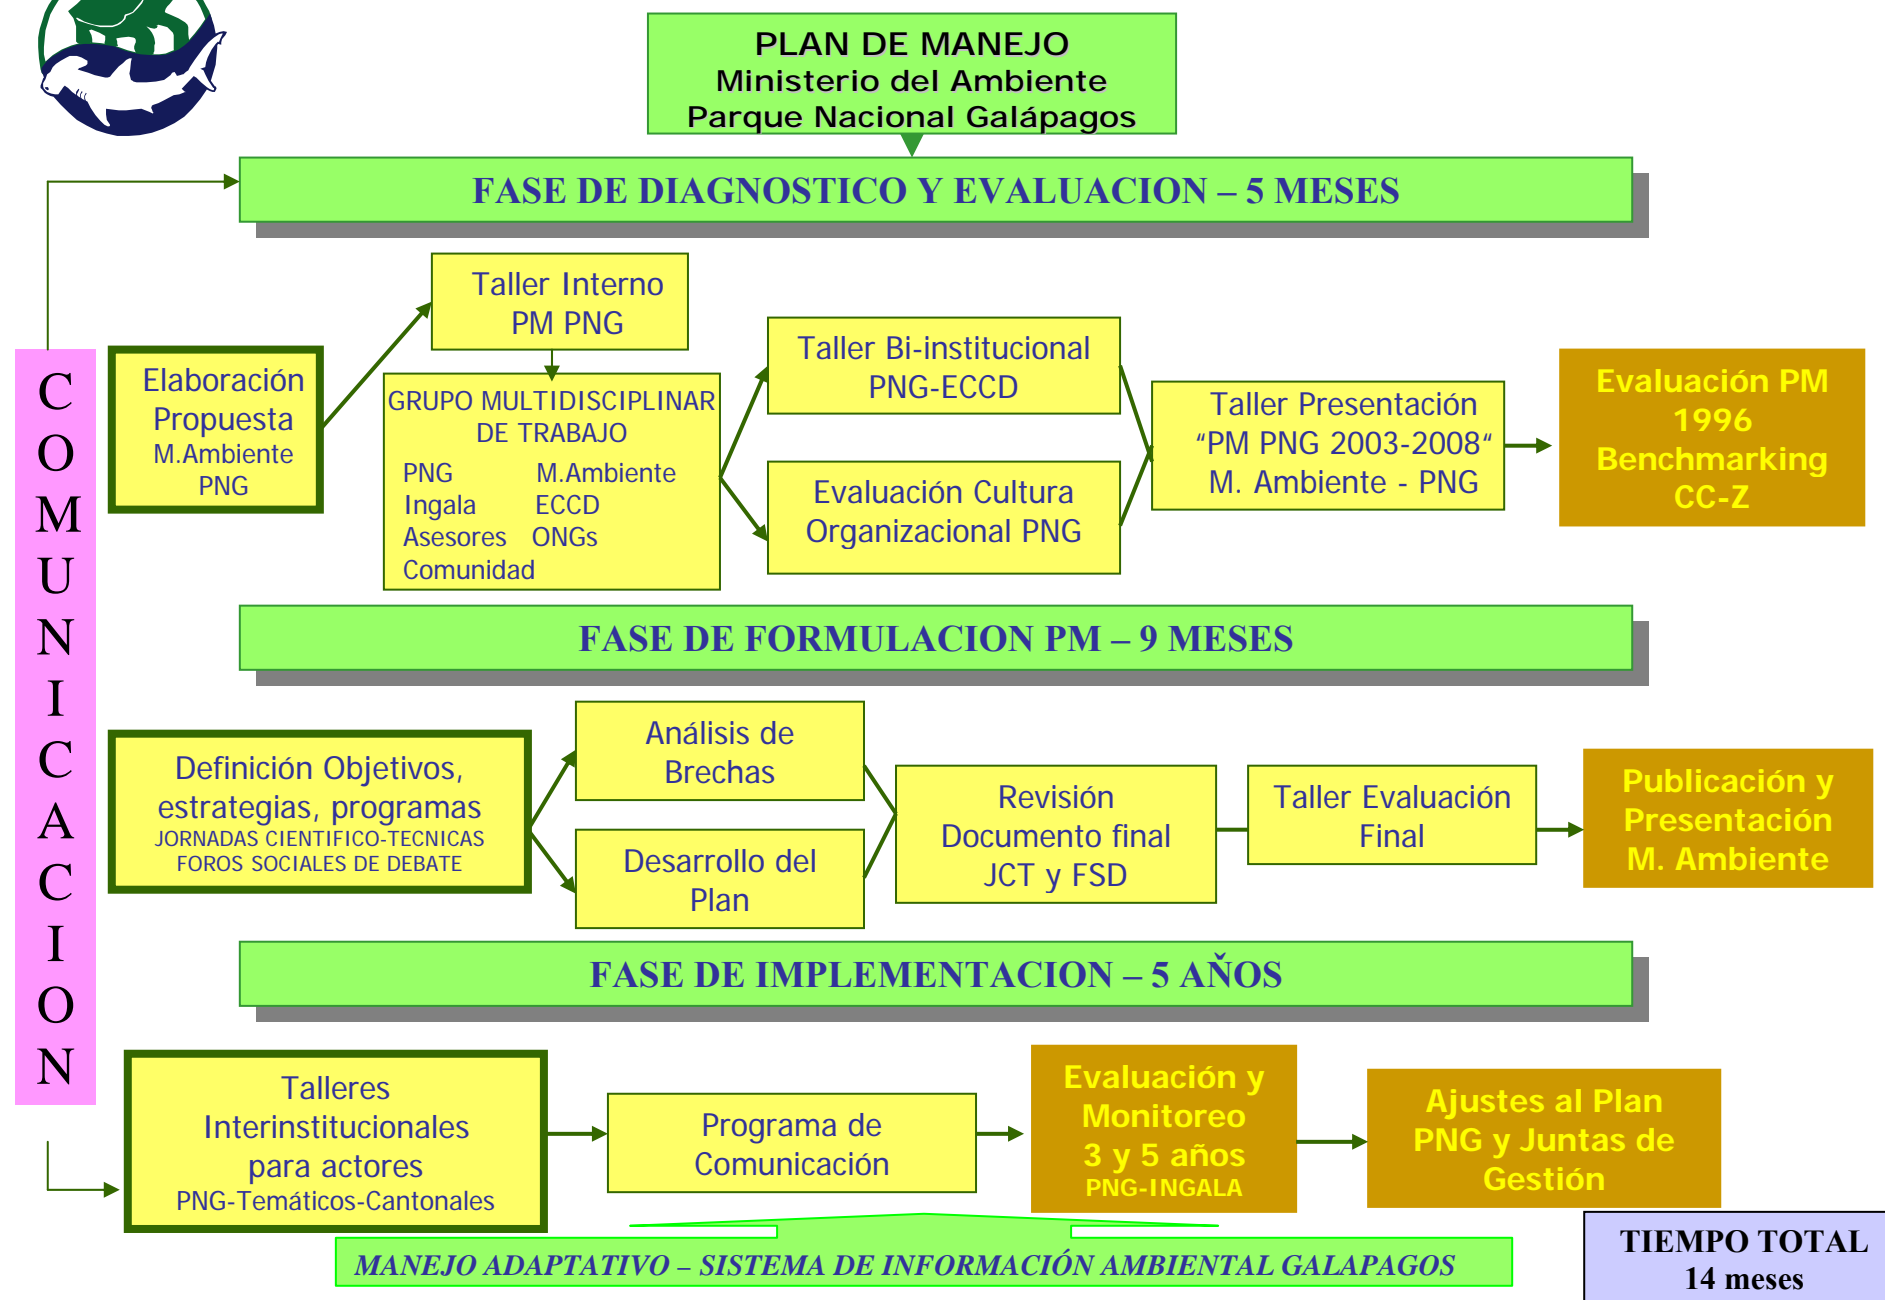 PLAN DE MANEJO
Ministerio del Ambiente
Parque Nacional Galápagos
FASE DE DIAGNOSTICO Y EVALUACION – 5 MESES
COMUNICACION
Elaboración
Propuesta
M.Ambiente
PNG
Taller Interno
PM PNG
GRUPO MULTIDISCIPLINAR
DE TRABAJO
PNG M.Ambiente
Ingala ECCD
Asesores ONGs
Comunidad
Taller Bi-institucional
PNG-ECCD
Evaluación Cultura
Organizacional PNG
Taller Presentación
“PM PNG 2003-2008“
M. Ambiente - PNG
Evaluación PM
1996
Benchmarking
CC-Z
FASE DE FORMULACION PM – 9 MESES
Definición Objetivos,
estrategias, programas
JORNADAS CIENTIFICO-TECNICAS
FOROS SOCIALES DE DEBATE
Análisis de
Brechas
Desarrollo del
Plan
Revisión
Documento final
JCT y FSD
Taller Evaluación
Final
Publicación y
Presentación
M. Ambiente
FASE DE IMPLEMENTACION – 5 AŇOS
Talleres
Interinstitucionales
para actores
PNG-Temáticos-Cantonales
Programa de
Comunicación
Evaluación y
Monitoreo
3 y 5 años
PNG-INGALA
Ajustes al Plan
PNG y Juntas de
Gestión
MANEJO ADAPTATIVO – SISTEMA DE INFORMACIÓN AMBIENTAL GALAPAGOS
TIEMPO TOTAL
14 meses